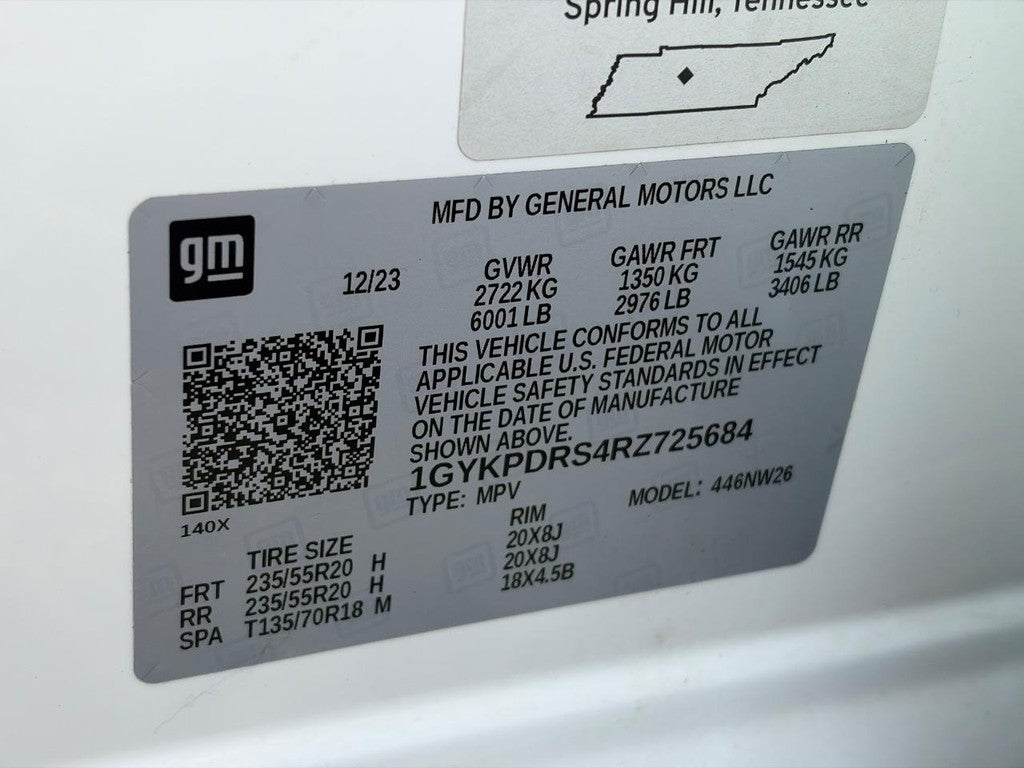 Spring Hill, Tennessee
MFD BY GENERAL MOTORS LLC
gm
12/23
GVWR
2722 KG
6001 LB
GAWR FRT
1350 KG
2976 LB
GAWR RR
1545 KG
3406 LB
THIS VEHICLE CONFORMS TO ALL
APPLICABLE U.S. FEDERAL MOTOR
VEHICLE SAFETY STANDARDS IN EFFECT
ON THE DATE OF MANUFACTURE
SHOWN ABOVE.
1GYKPDRS4RZ725684
TYPE: MPV MODEL: 446NW26
140X
TIRE SIZE RIM
FRT 235/55R20 H 20X8J
RR 235/55R20 H 20X8J
SPA T135/70R18 M 18X4.5B